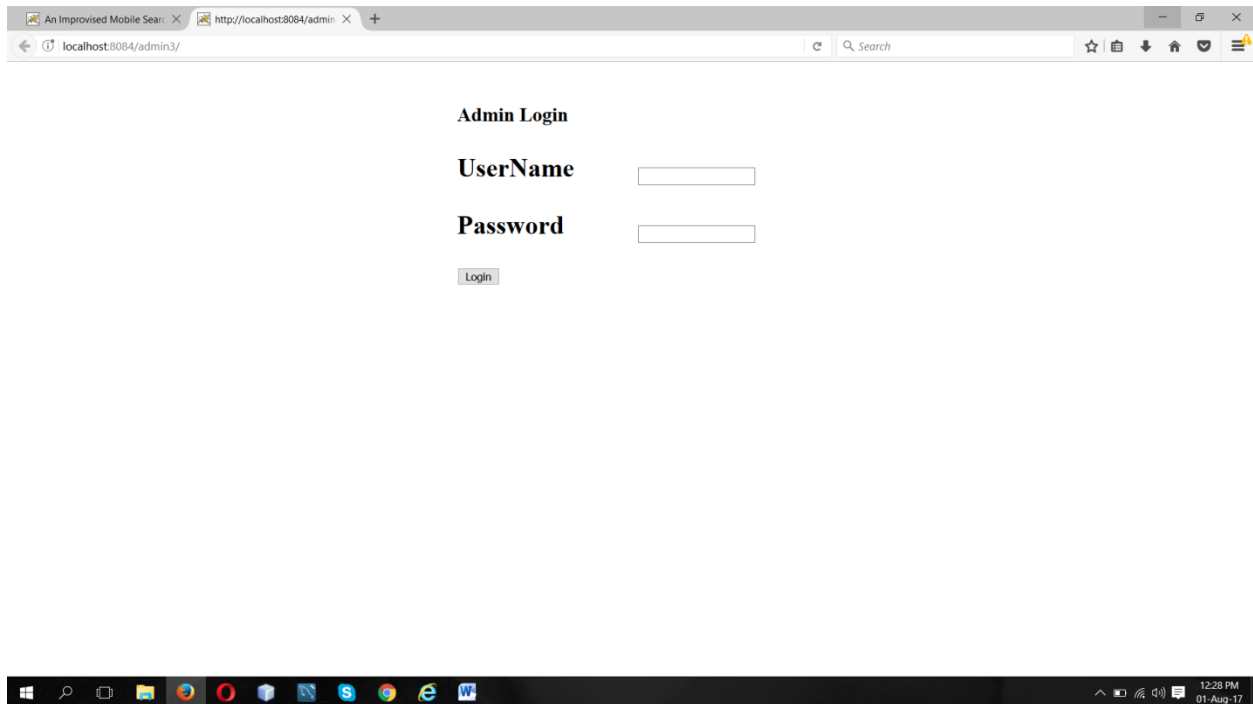 An Improvised Mobile Searc
http://localhost:8084/admin
localhost:8084/admin3/
Search
Admin Login
UserName
Password
Login
12:28 PM
01-Aug-17